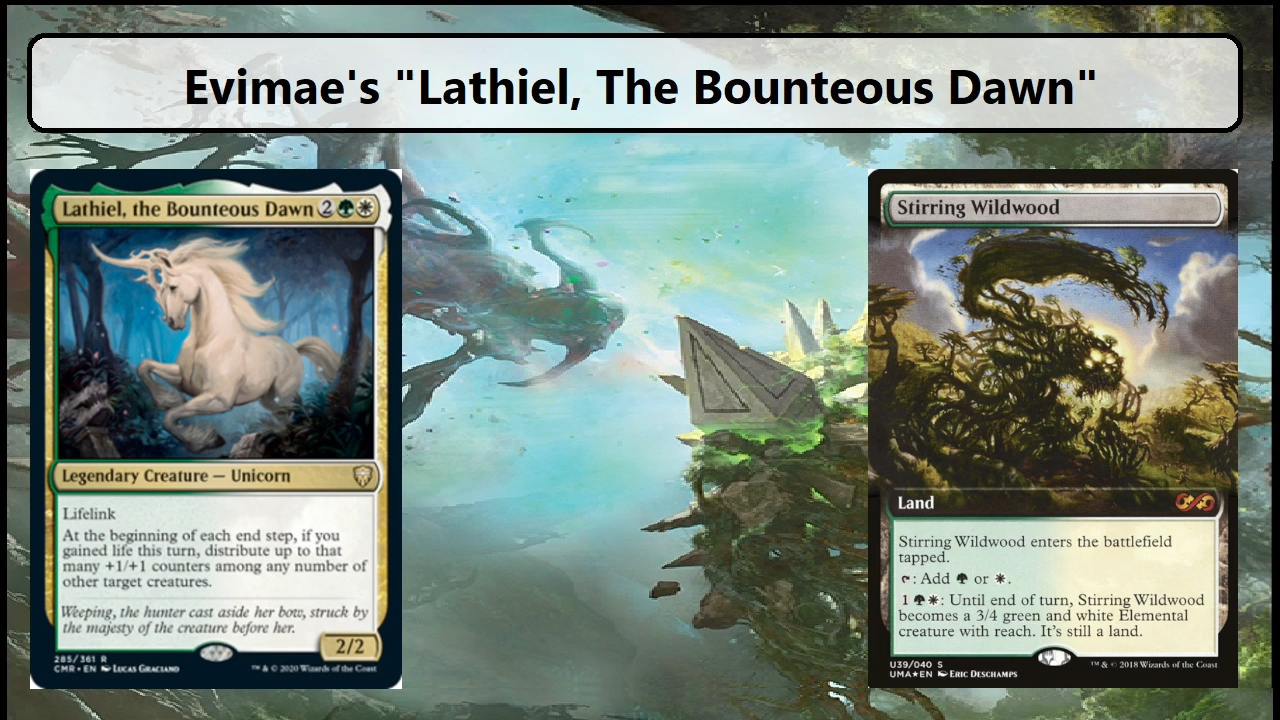 Evimae's "Lathiel, The Bounteous Dawn"
Lathiel, the Bounteous Dawn 2
Legendary Creature — Unicorn
Lifelink
At the beginning of each end step, if you
gained life this turn, distribute up to that
many +1/+1 counters among any number of
other target creatures.
Weeping, the hunter cast aside her bow, struck by
the majesty of the creature before her.
2/2
285/361 R
CMR • EN LUCAS GRACIANO
™ & © 2020 Wizards of the Coast
Stirring Wildwood
Land
Stirring Wildwood enters the battlefield
tapped.
: Add or .
1 : Until end of turn, Stirring Wildwood
becomes a 3/4 green and white Elemental
creature with reach. It's still a land.
U39/040 S
UMA★EN ERIC DESCHAMPS
™ & © 2018 Wizards of the Coast